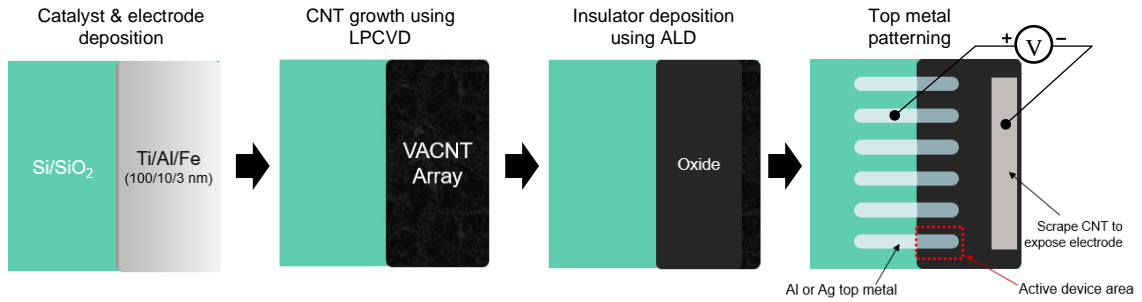 Catalyst & electrode
deposition
CNT growth using
LPCVD
Insulator deposition
using ALD
Top metal
patterning
+ V −
Si/SiO₂
Ti/Al/Fe
(100/10/3 nm)
VACNT
Array
Oxide
Scrape CNT to
expose electrode
Al or Ag top metal
Active device area